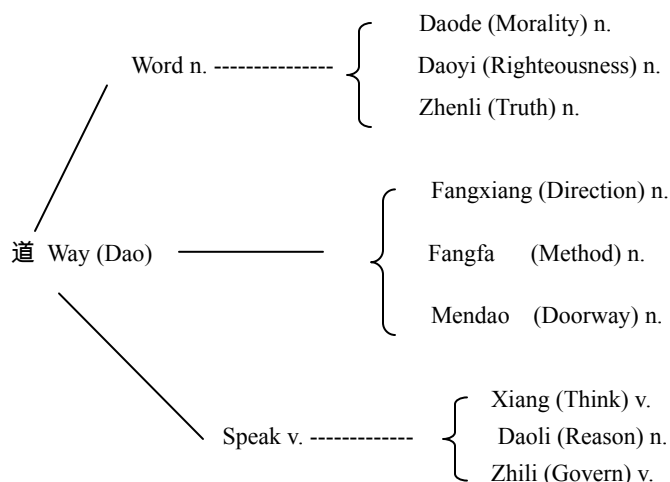 Daode (Morality) n.
Word n.
Daoyi (Righteousness) n.
Zhenli (Truth) n.
Fangxiang (Direction) n.
道 Way (Dao)
Fangfa (Method) n.
Mendao (Doorway) n.
Xiang (Think) v.
Speak v.
Daoli (Reason) n.
Zhili (Govern) v.